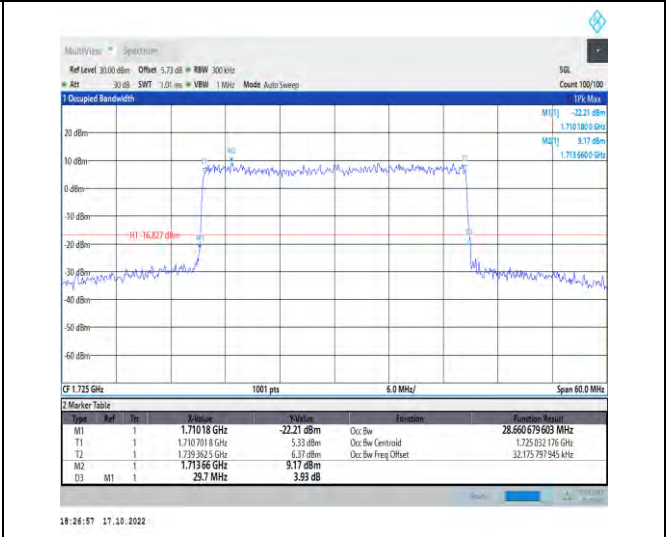 MultiView Spectrum
Ref Level 30.00 dBm Offset 5.73 dB RBW 300 kHz SGL
Att 30 dB SWT 1.01 ms VBW 1 MHz Mode Auto Sweep Count 100/100
1 Occupied Bandwidth 1Pk Max
M1[1] -22.21 dBm
1.710 180 0 GHz
20 dBm M2[1] 9.17 dBm
1.713 660 0 GHz
M2
10 dBm T1 T2
0 dBm
-10 dBm
H1 -16.827 dBm
-20 dBm M1 D3
-30 dBm
-40 dBm
-50 dBm
-60 dBm
CF 1.725 GHz 1001 pts 6.0 MHz/ Span 60.0 MHz
2 Marker Table
Type Ref Trc X-Value Y-Value Function Function Result
M1 1 1.710 18 GHz -22.21 dBm Occ Bw 28.660 679 603 MHz
T1 1 1.710 701 8 GHz 5.33 dBm Occ Bw Centroid 1.725 032 176 GHz
T2 1 1.739 362 5 GHz 6.37 dBm Occ Bw Freq Offset 32.175 797 945 kHz
M2 1 1.713 66 GHz 9.17 dBm
D3 M1 1 29.7 MHz 3.93 dB
18:26:57 17.10.2022